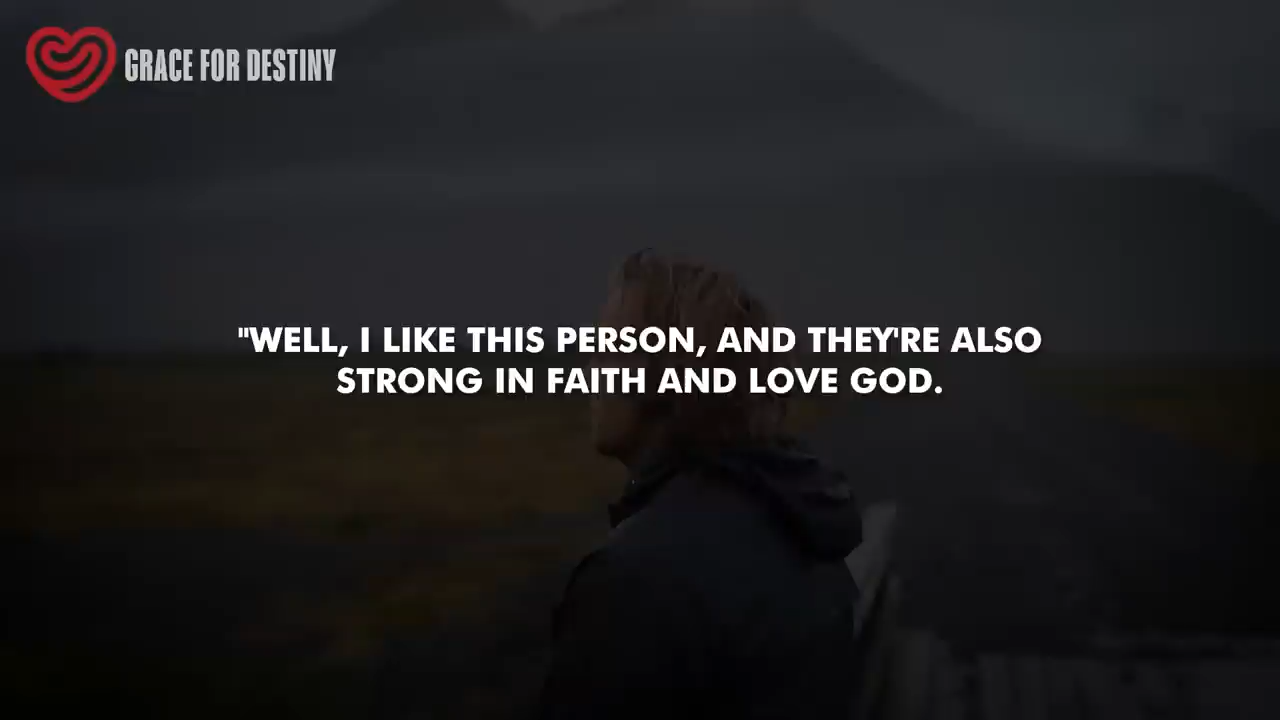 GRACE FOR DESTINY
"WELL, I LIKE THIS PERSON, AND THEY'RE ALSO
STRONG IN FAITH AND LOVE GOD.